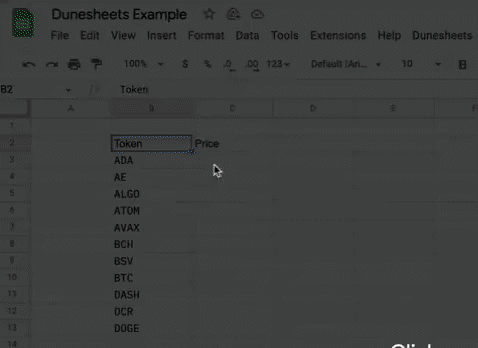 Dunesheets Example
File Edit View Insert Format Data Tools Extensions Help Dunesheets
100% $ % .0 .00 123 Default (Ari... 10 B
B2 Token
A B C D E F
1
2 Token Price
3 ADA
4 AE
5 ALGO
6 ATOM
7 AVAX
8 BCH
9 BSV
10 BTC
11 DASH
12 DCR
13 DOGE
14